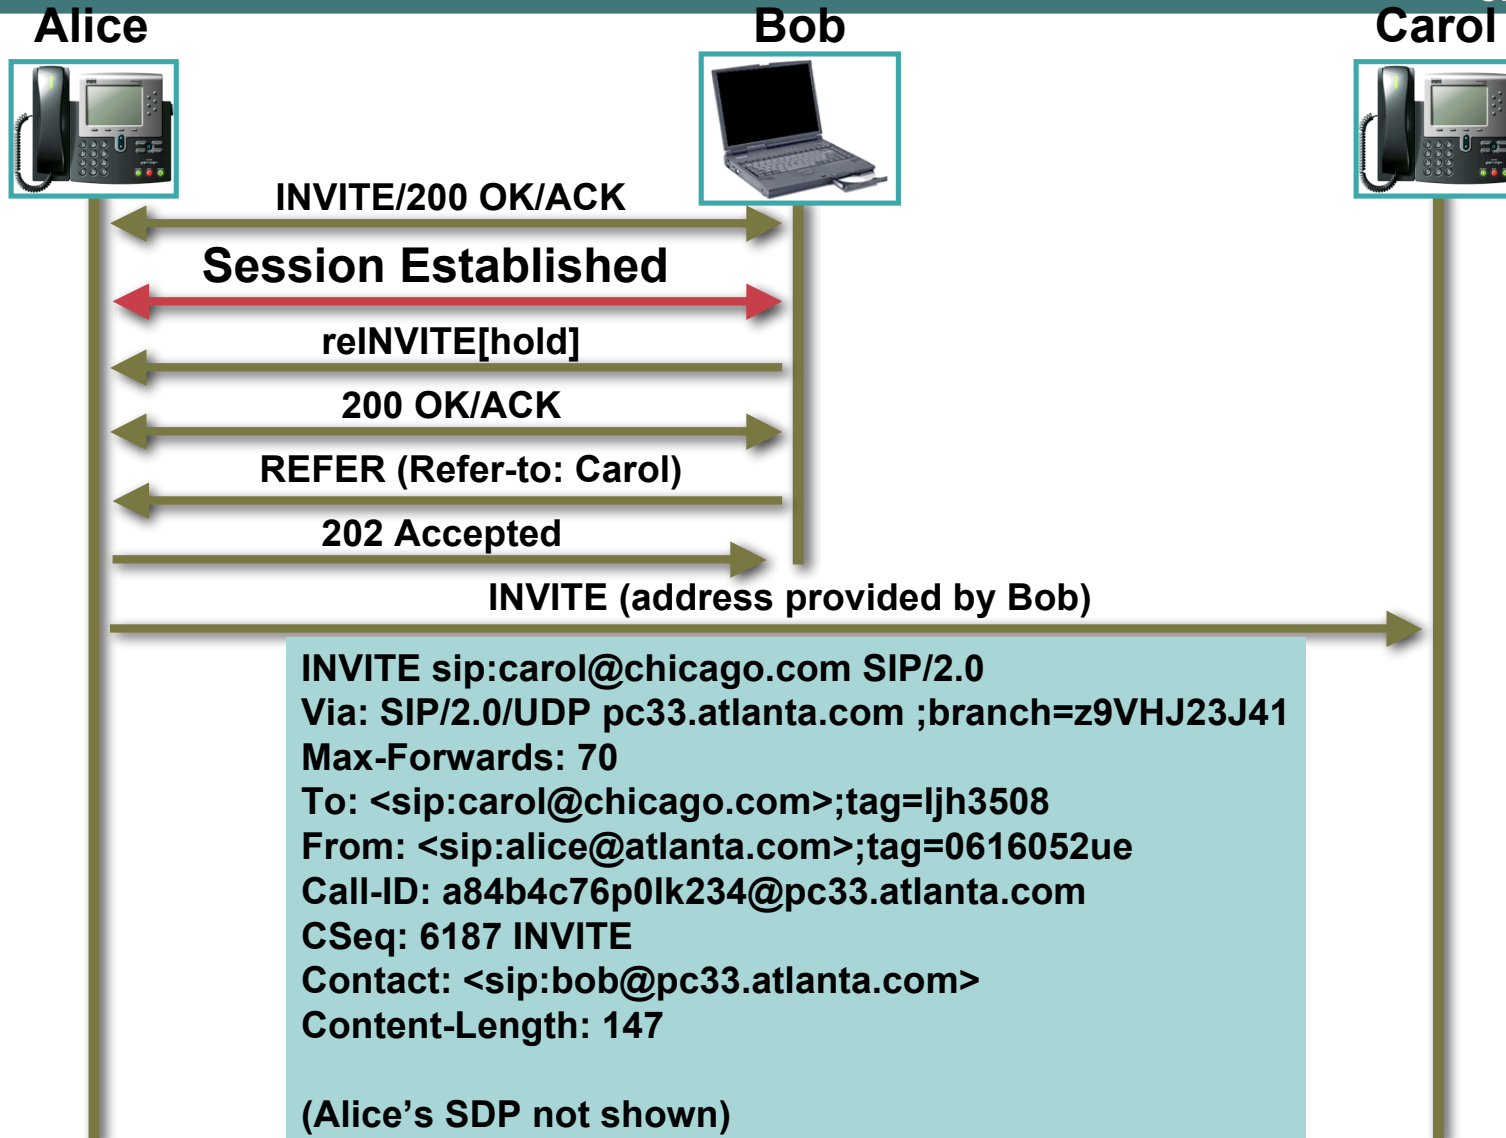 Alice
Bob
Carol
INVITE/200 OK/ACK
Session Established
reINVITE[hold]
200 OK/ACK
REFER (Refer-to: Carol)
202 Accepted
INVITE (address provided by Bob)
INVITE sip:carol@chicago.com SIP/2.0
Via: SIP/2.0/UDP pc33.atlanta.com ;branch=z9VHJ23J41
Max-Forwards: 70
To: <sip:carol@chicago.com>;tag=ljh3508
From: <sip:alice@atlanta.com>;tag=0616052ue
Call-ID: a84b4c76p0lk234@pc33.atlanta.com
CSeq: 6187 INVITE
Contact: <sip:bob@pc33.atlanta.com>
Content-Length: 147
(Alice’s SDP not shown)